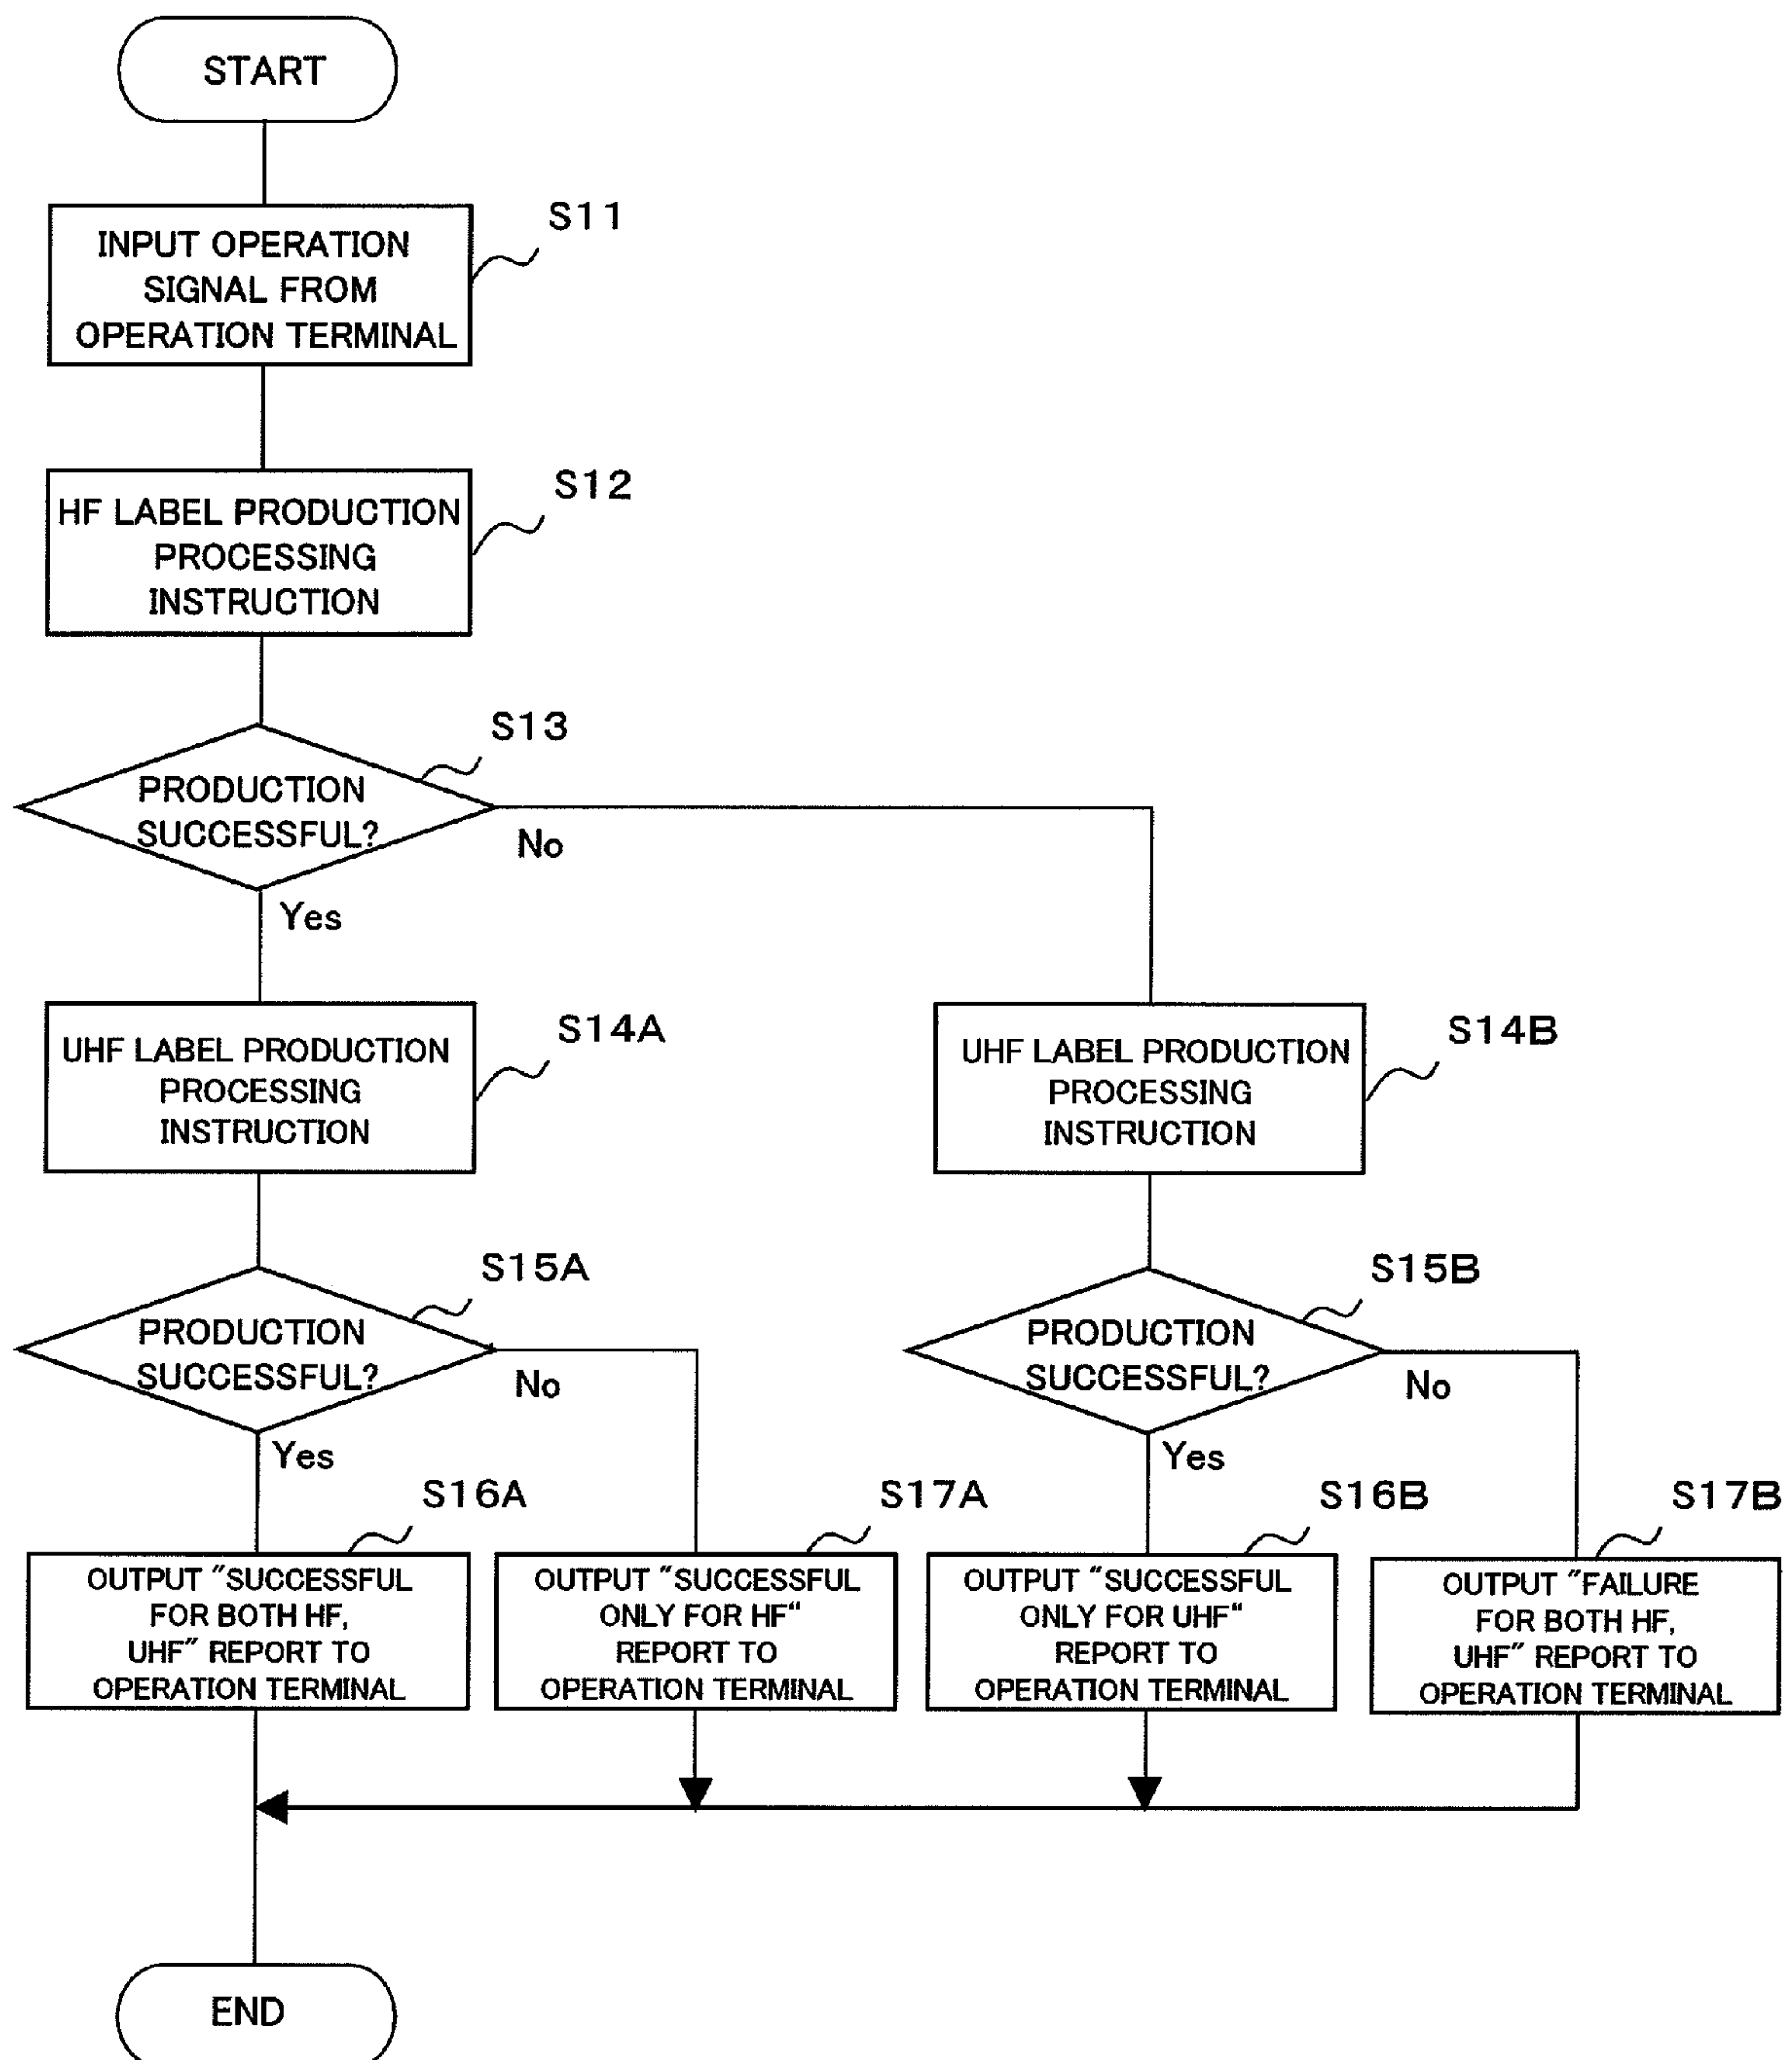 START
S11
INPUT OPERATION
SIGNAL FROM
OPERATION TERMINAL
S12
HF LABEL PRODUCTION
PROCESSING
INSTRUCTION
S13
PRODUCTION
SUCCESSFUL?
No
Yes
S14A
UHF LABEL PRODUCTION
PROCESSING
INSTRUCTION
S14B
UHF LABEL PRODUCTION
PROCESSING
INSTRUCTION
S15A
PRODUCTION
SUCCESSFUL?
No
Yes
S15B
PRODUCTION
SUCCESSFUL?
No
Yes
S16A
OUTPUT "SUCCESSFUL
FOR BOTH HF,
UHF" REPORT TO
OPERATION TERMINAL
S17A
OUTPUT "SUCCESSFUL
ONLY FOR HF“
REPORT TO
OPERATION TERMINAL
S16B
OUTPUT "SUCCESSFUL
ONLY FOR UHF“
REPORT TO
OPERATION TERMINAL
S17B
OUTPUT "FAILURE
FOR BOTH HF,
UHF" REPORT TO
OPERATION TERMINAL
END